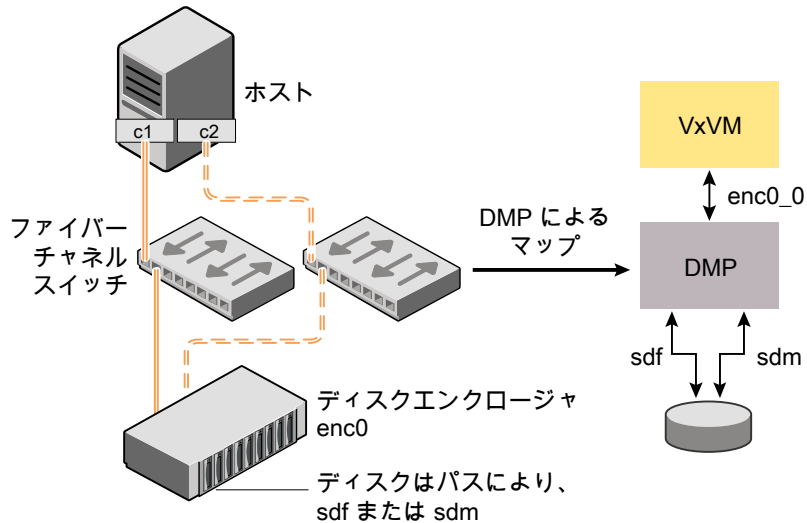 ホスト
c1
c2
ファイバー
チャネル
スイッチ
ディスクエンクロージャ
enc0
ディスクはパスにより、
sdf または sdm
DMP による
マップ
VxVM
enc0_0
DMP
sdf
sdm